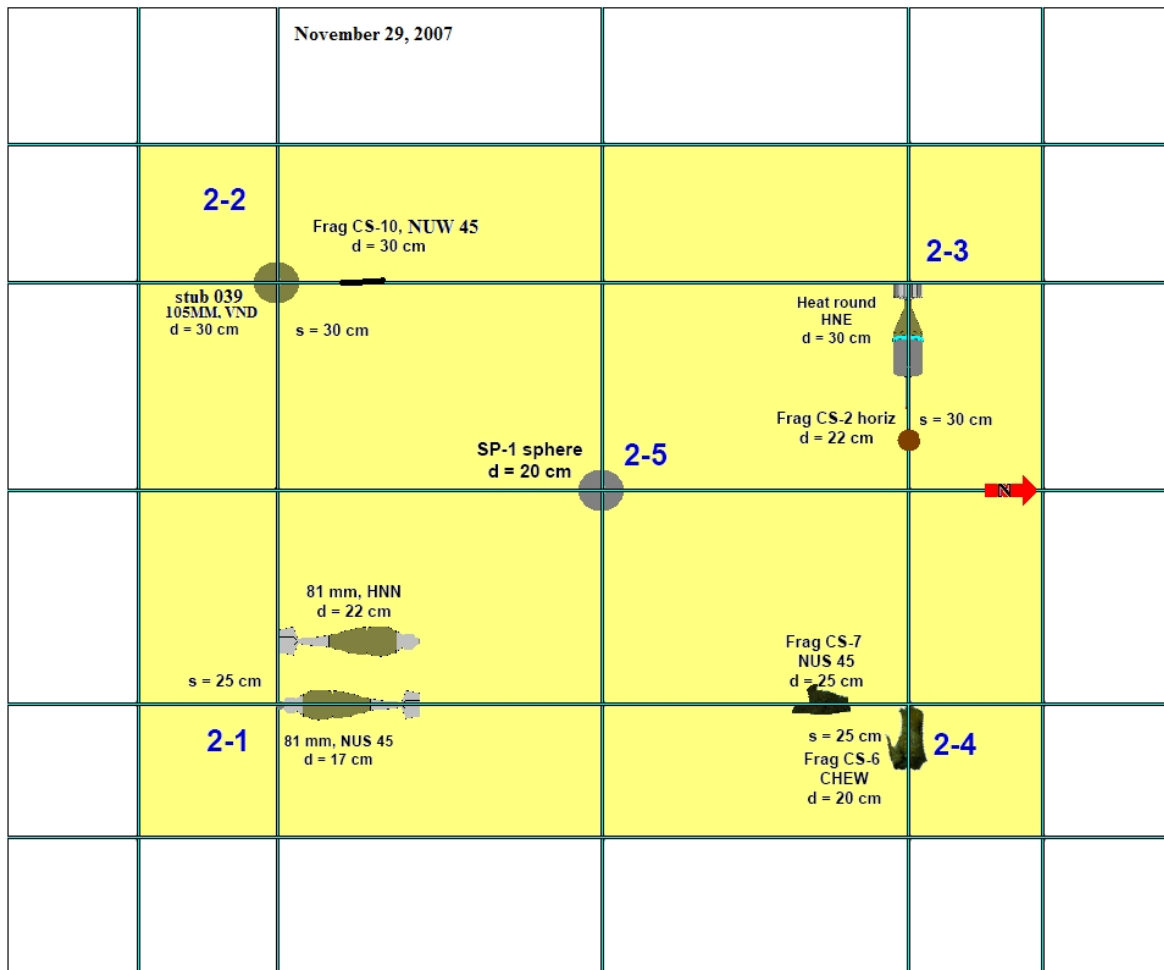 November 29, 2007
2-2
Frag CS-10, NUW 45
d = 30 cm
stub 039
105MM, VND
d = 30 cm
s = 30 cm
2-3
Heat round
HNE
d = 30 cm
Frag CS-2 horiz
d = 22 cm
s = 30 cm
SP-1 sphere
d = 20 cm
2-5
N
81 mm, HNN
d = 22 cm
s = 25 cm
2-1
81 mm, NUS 45
d = 17 cm
Frag CS-7
NUS 45
d = 25 cm
s = 25 cm
2-4
Frag CS-6
CHEW
d = 20 cm